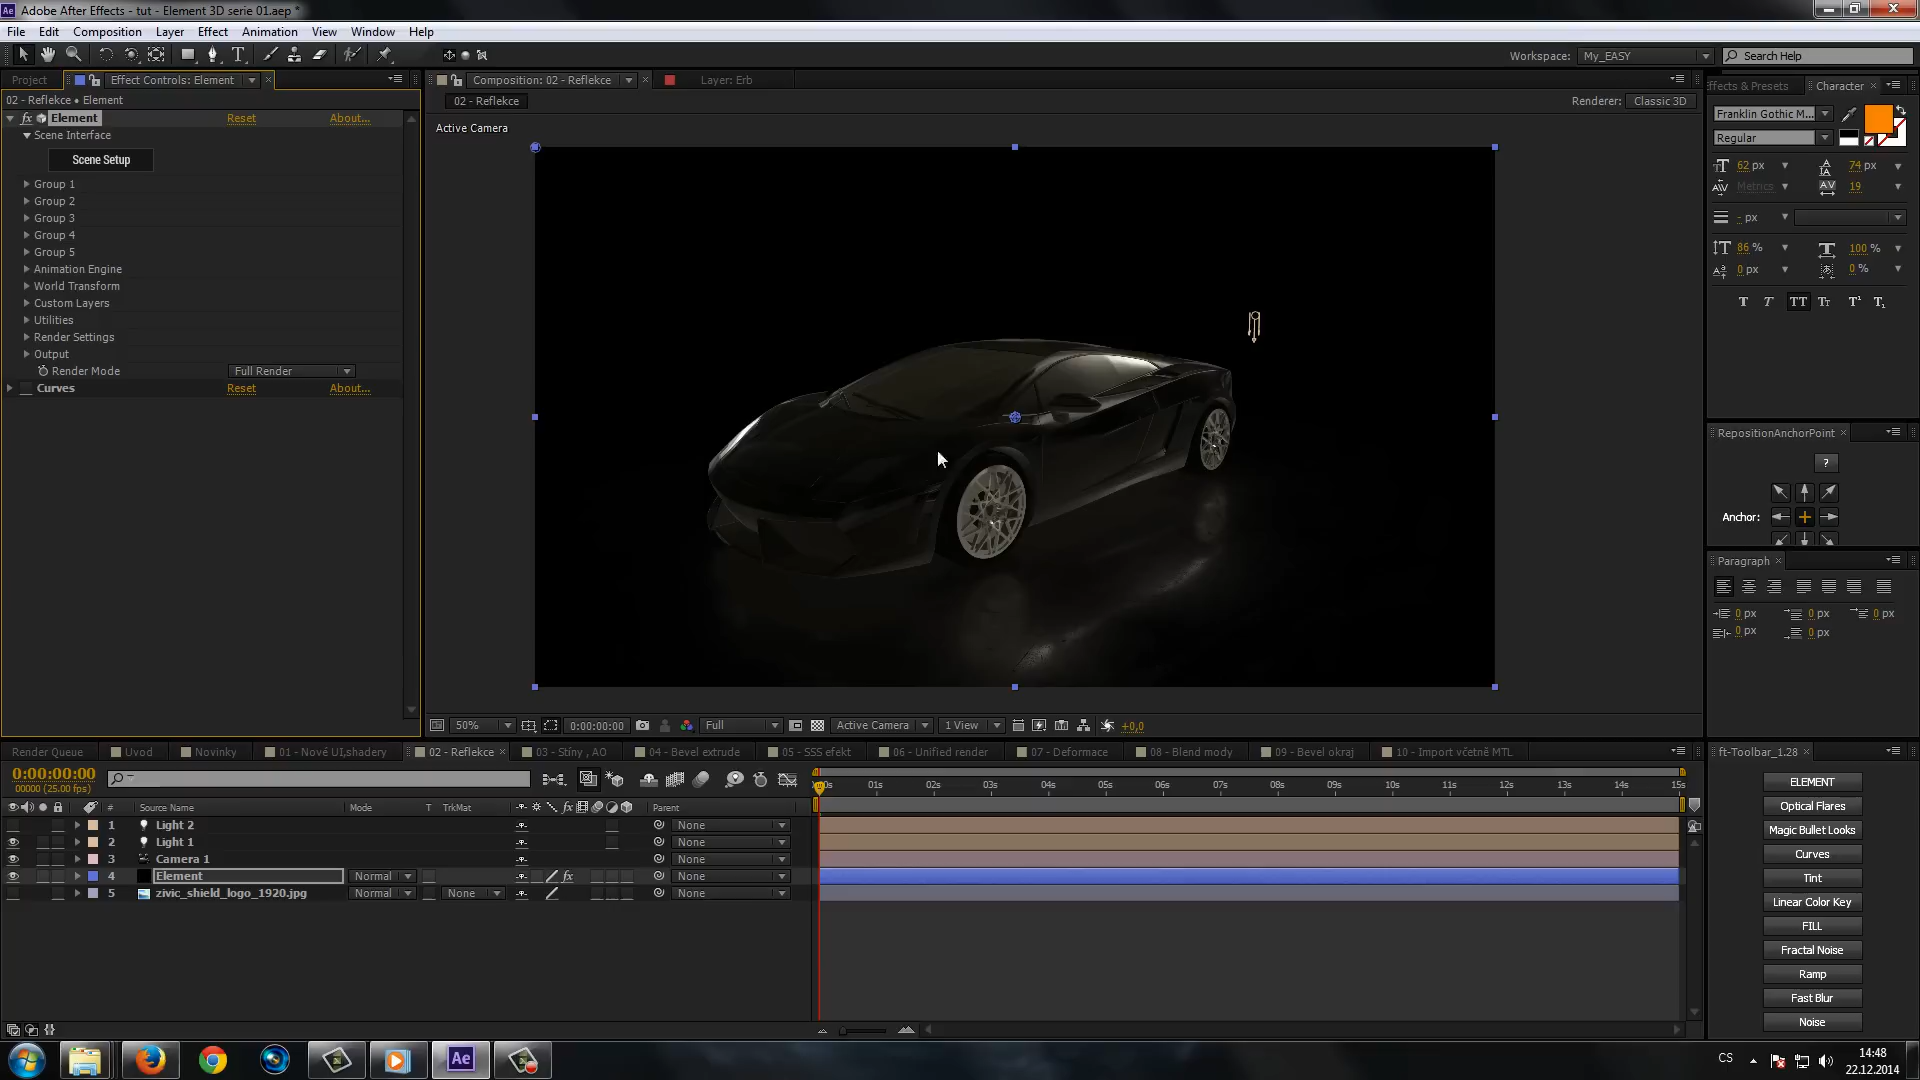 Adobe After Effects - tut - Element 3D serie 01.aep *
File Edit Composition Layer Effect Animation View Window Help
Workspace: My_EASY Search Help
Project Effect Controls: Element Composition: 02 - Reflekce Layer: Erb
02 - Reflekce • Element
Element Reset About...
Scene Interface
Scene Setup
Group 1
Group 2
Group 3
Group 4
Group 5
Animation Engine
World Transform
Custom Layers
Utilities
Render Settings
Output
Render Mode Full Render
Curves Reset About...
02 - Reflekce Renderer: Classic 3D
Active Camera
50% 0:00:00:00 Full Active Camera 1 View +0,0
Effects & Presets Character
Franklin Gothic M...
Regular
62 px 74 px
Metrics 19
- px
86 % 100 %
0 px 0 %
T T TT Tt T¹ T₁
RepositionAnchorPoint
?
Anchor:
Paragraph
0 px 0 px 0 px
0 px 0 px
Render Queue Uvod Novinky 01 - Nové UI,shadery 02 - Reflekce 03 - Stíny , AO 04 - Bevel extrude 05 - SSS efekt 06 - Unified render 07 - Deformace 08 - Blend mody 09 - Bevel okraj 10 - Import včetně MTL
0:00:00:00
00000 (25.00 fps)
# Source Name Mode T TrkMat Parent
01s 02s 03s 04s 05s 06s 07s 08s 09s 10s 11s 12s 13s 14s 15s
1 Light 2 None
2 Light 1 None
3 Camera 1 None
4 Element Normal None
5 zivic_shield_logo_1920.jpg Normal None None
ft-Toolbar_1.28
ELEMENT
Optical Flares
Magic Bullet Looks
Curves
Tint
Linear Color Key
FILL
Fractal Noise
Ramp
Fast Blur
Noise
CS 14:48
22.12.2014